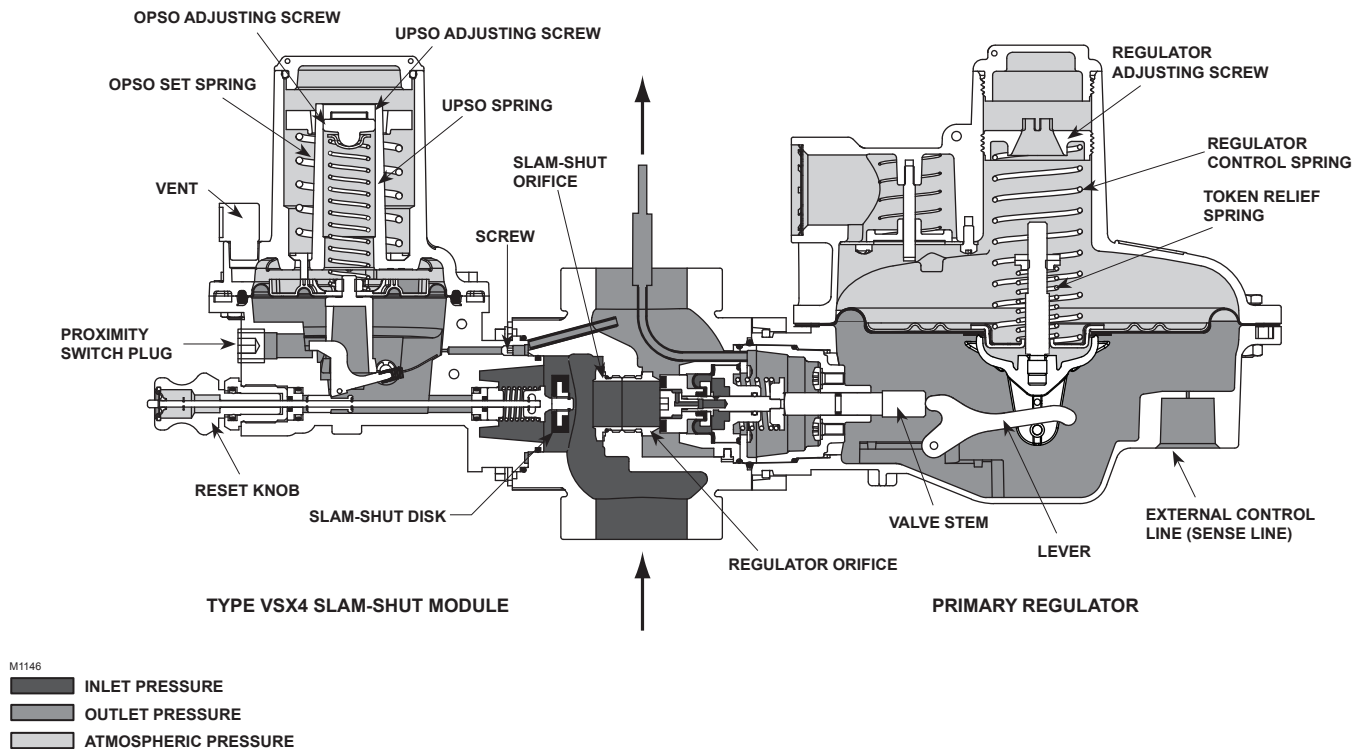 OPSO ADJUSTING SCREW
UPSO ADJUSTING SCREW
OPSO SET SPRING
UPSO SPRING
VENT
SLAM-SHUT
ORIFICE
SCREW
PROXIMITY
SWITCH PLUG
RESET KNOB
SLAM-SHUT DISK
REGULATOR
ADJUSTING SCREW
REGULATOR
CONTROL SPRING
TOKEN RELIEF
SPRING
VALVE STEM
EXTERNAL CONTROL
LINE (SENSE LINE)
LEVER
REGULATOR ORIFICE
TYPE VSX4 SLAM-SHUT MODULE
PRIMARY REGULATOR
M1146
INLET PRESSURE
OUTLET PRESSURE
ATMOSPHERIC PRESSURE